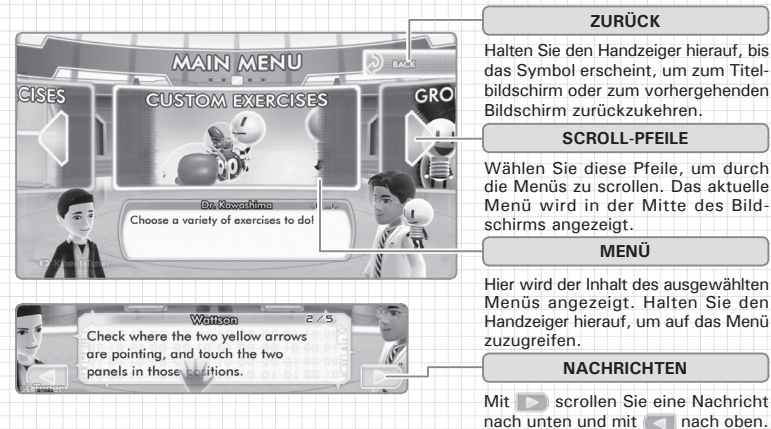 MAIN MENU
BACK
CISES
CUSTOM EXERCISES
GRO
Dr. Kawashima 1/1
Choose a variety of exercises to do!
Kinect Tuner
Wattson 2/5
Check where the two yellow arrows
are pointing, and touch the two
panels in those positions.
ZURÜCK
Halten Sie den Handzeiger hierauf, bis
das Symbol erscheint, um zum Titel-
bildschirm oder zum vorhergehenden
Bildschirm zurückzukehren.
SCROLL-PFEILE
Wählen Sie diese Pfeile, um durch
die Menüs zu scrollen. Das aktuelle
Menü wird in der Mitte des Bild-
schirms angezeigt.
MENÜ
Hier wird der Inhalt des ausgewählten
Menüs angezeigt. Halten Sie den
Handzeiger hierauf, um auf das Menü
zuzugreifen.
NACHRICHTEN
Mit scrollen Sie eine Nachricht
nach unten und mit nach oben.